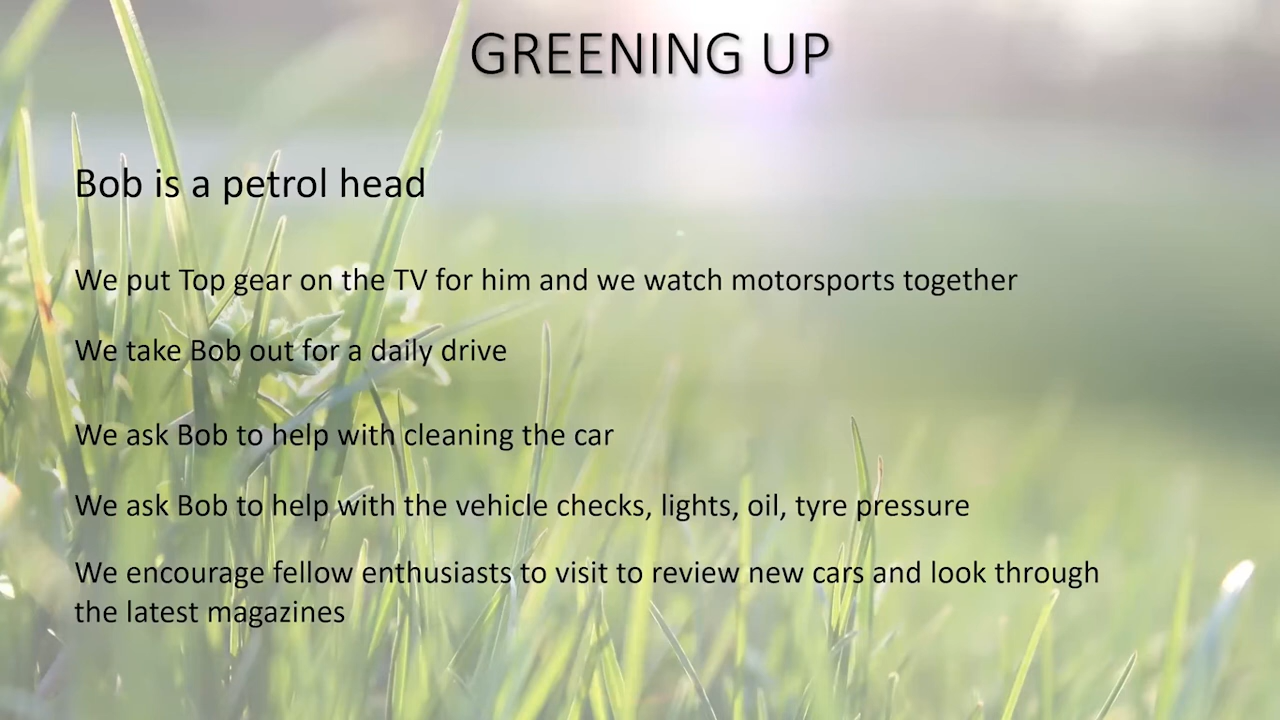 GREENING UP
Bob is a petrol head
We put Top gear on the TV for him and we watch motorsports together
We take Bob out for a daily drive
We ask Bob to help with cleaning the car
We ask Bob to help with the vehicle checks, lights, oil, tyre pressure
We encourage fellow enthusiasts to visit to review new cars and look through
the latest magazines